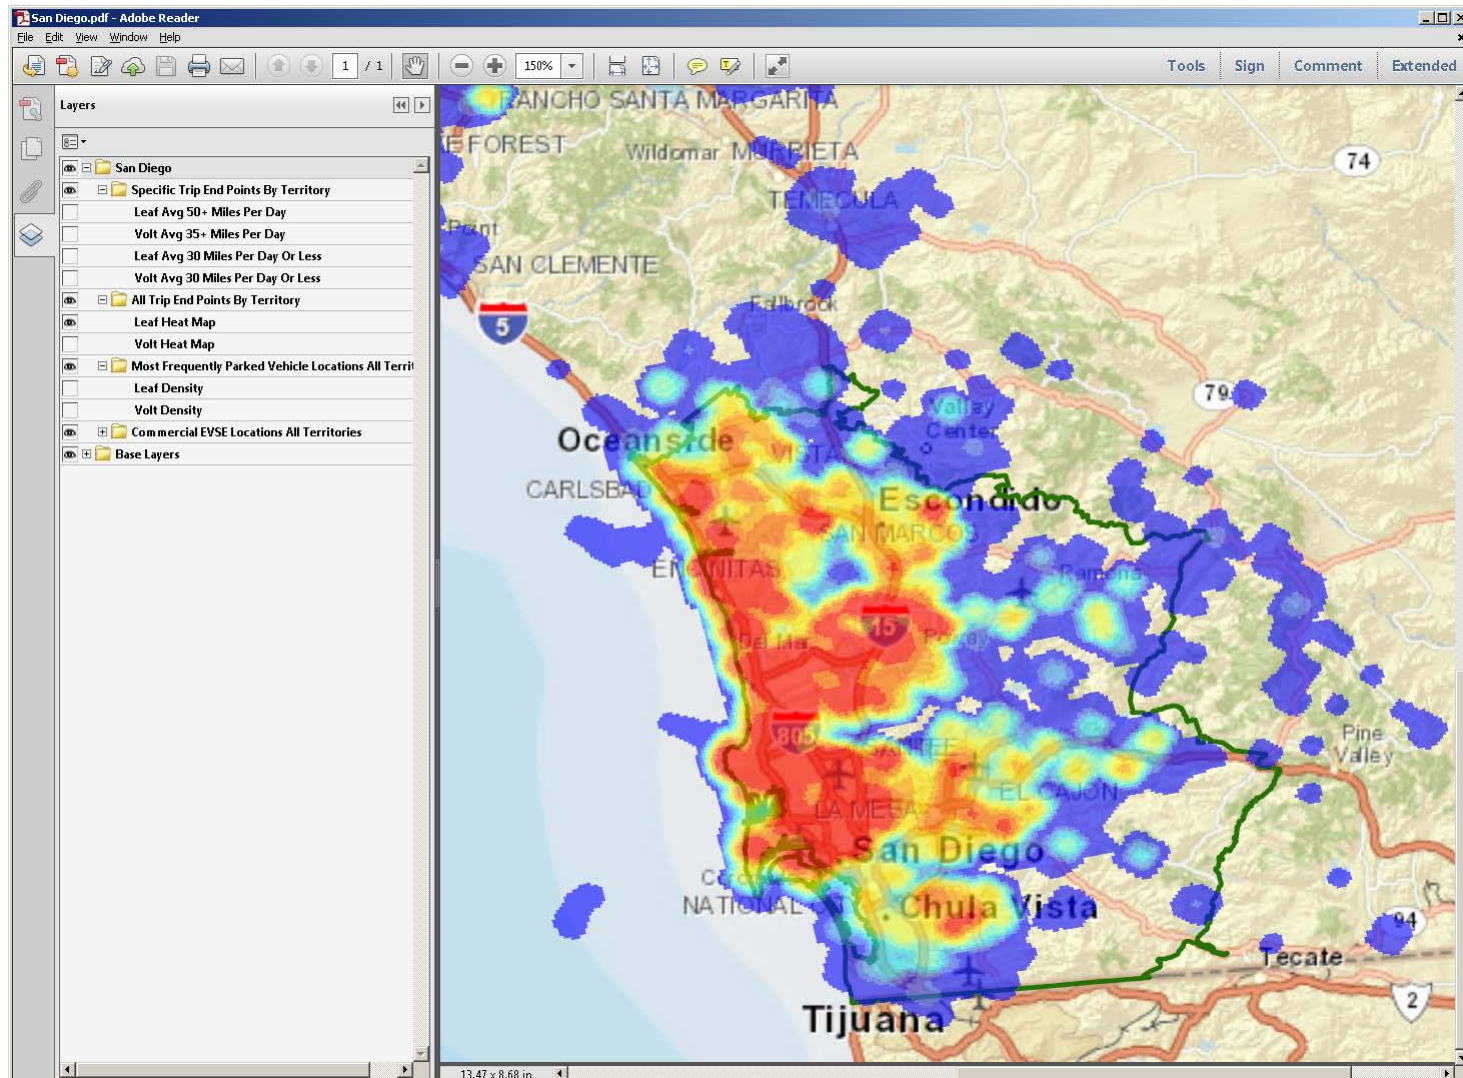 San Diego.pdf - Adobe Reader
File Edit View Window Help
1 / 1 150% Tools Sign Comment Extended
Layers
San Diego
Specific Trip End Points By Territory
Leaf Avg 50+ Miles Per Day
Volt Avg 35+ Miles Per Day
Leaf Avg 30 Miles Per Day Or Less
Volt Avg 30 Miles Per Day Or Less
All Trip End Points By Territory
Leaf Heat Map
Volt Heat Map
Most Frequently Parked Vehicle Locations All Territ
Leaf Density
Volt Density
Commercial EVSE Locations All Territories
Base Layers
RANCHO SANTA MARGARITA
E FOREST
Wildomar MURRIETA
74
TEMECULA
Point
SAN CLEMENTE
Fallbrook
5
79
Valley
Center
Oceanside
VISTA
CARLSBAD
Escondido
SAN MARCOS
ENCINITAS
Ramona
15
Del Mar
Poway
805
SANTEE
Pine
Valley
EL CAJON
LA MESA
San Diego
NATIONAL
Chula Vista
94
Tecate
2
Tijuana
13.47 x 8.68 in